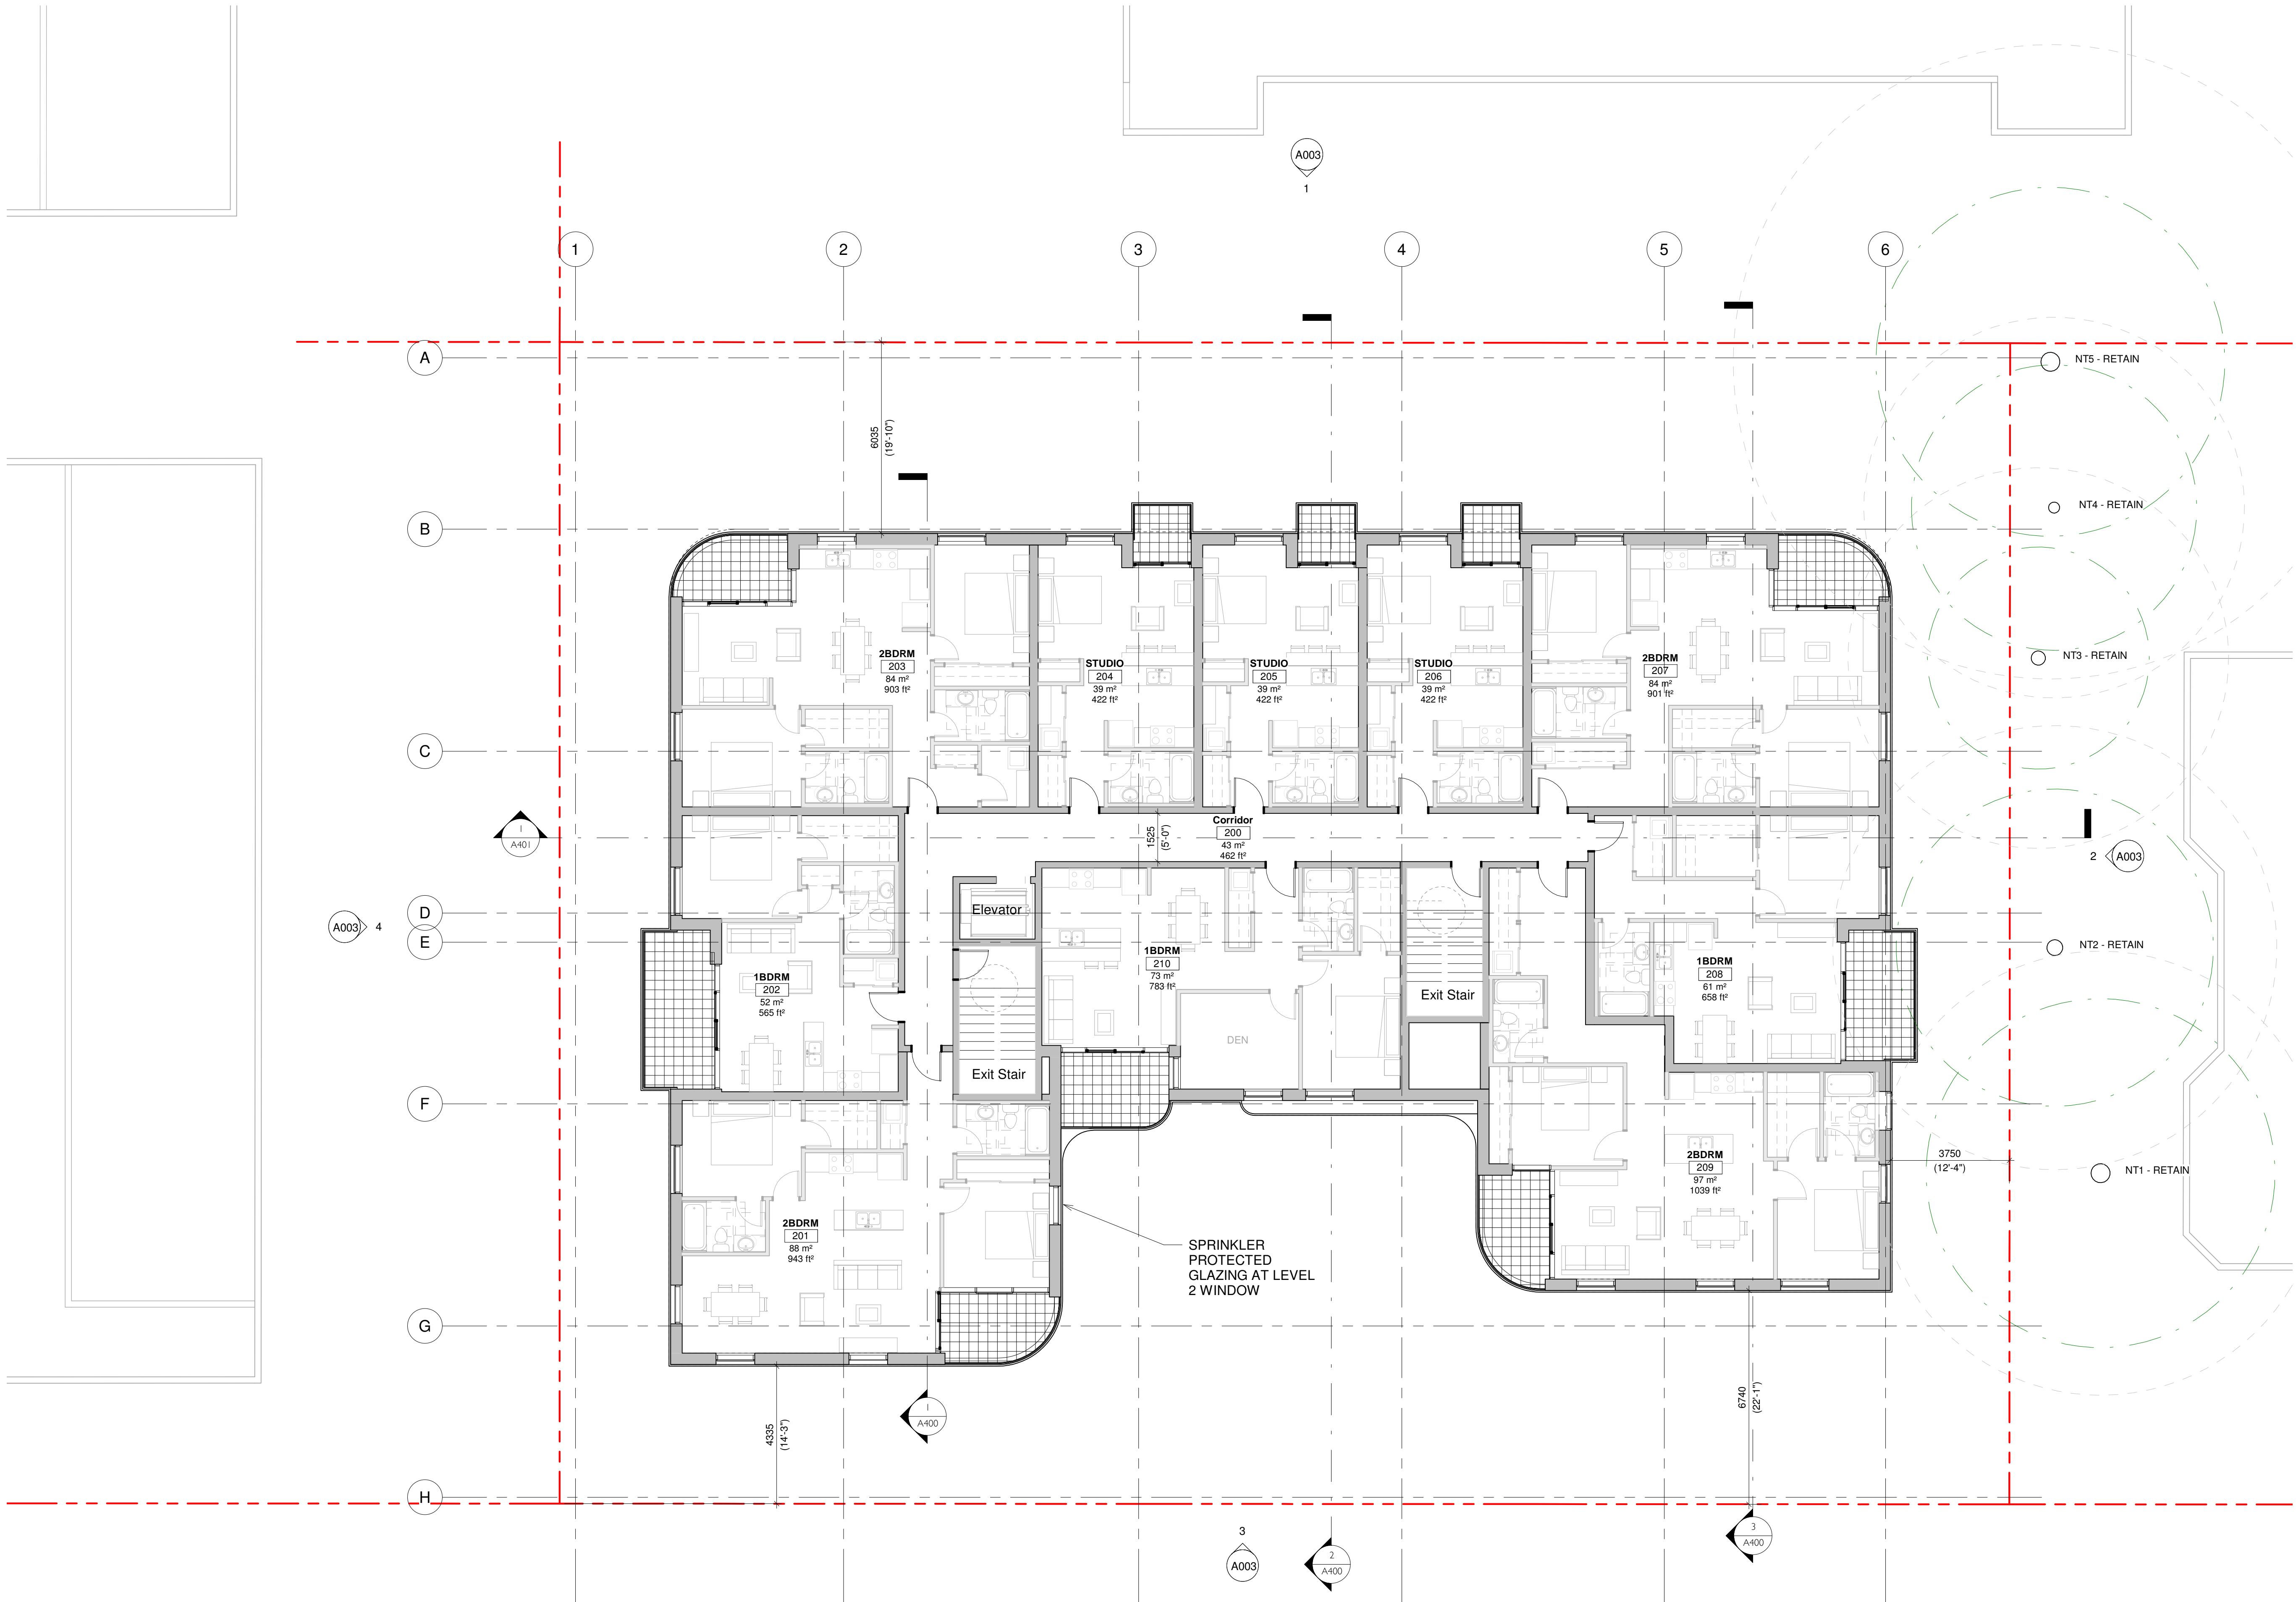 A003
1
1
2
3
4
5
6
A
NT5 - RETAIN
6035
(19'-10")
B
NT4 - RETAIN
NT3 - RETAIN
2BDRM
203
84 m²
903 ft²
STUDIO
204
39 m²
422 ft²
STUDIO
205
39 m²
422 ft²
STUDIO
206
39 m²
422 ft²
2BDRM
207
84 m²
901 ft²
C
1
A401
1525
(5'-0")
Corridor
200
43 m²
462 ft²
2
A003
D
E
A003
4
Elevator
NT2 - RETAIN
1BDRM
202
52 m²
565 ft²
1BDRM
210
73 m²
783 ft²
1BDRM
208
61 m²
658 ft²
Exit Stair
DEN
Exit Stair
F
3750
(12'-4")
NT1 - RETAIN
2BDRM
209
97 m²
1039 ft²
2BDRM
201
88 m²
943 ft²
SPRINKLER
PROTECTED
GLAZING AT LEVEL
2 WINDOW
G
6740
(22'-1")
4335
(14'-3")
1
A400
H
3
A003
2
A400
3
A400